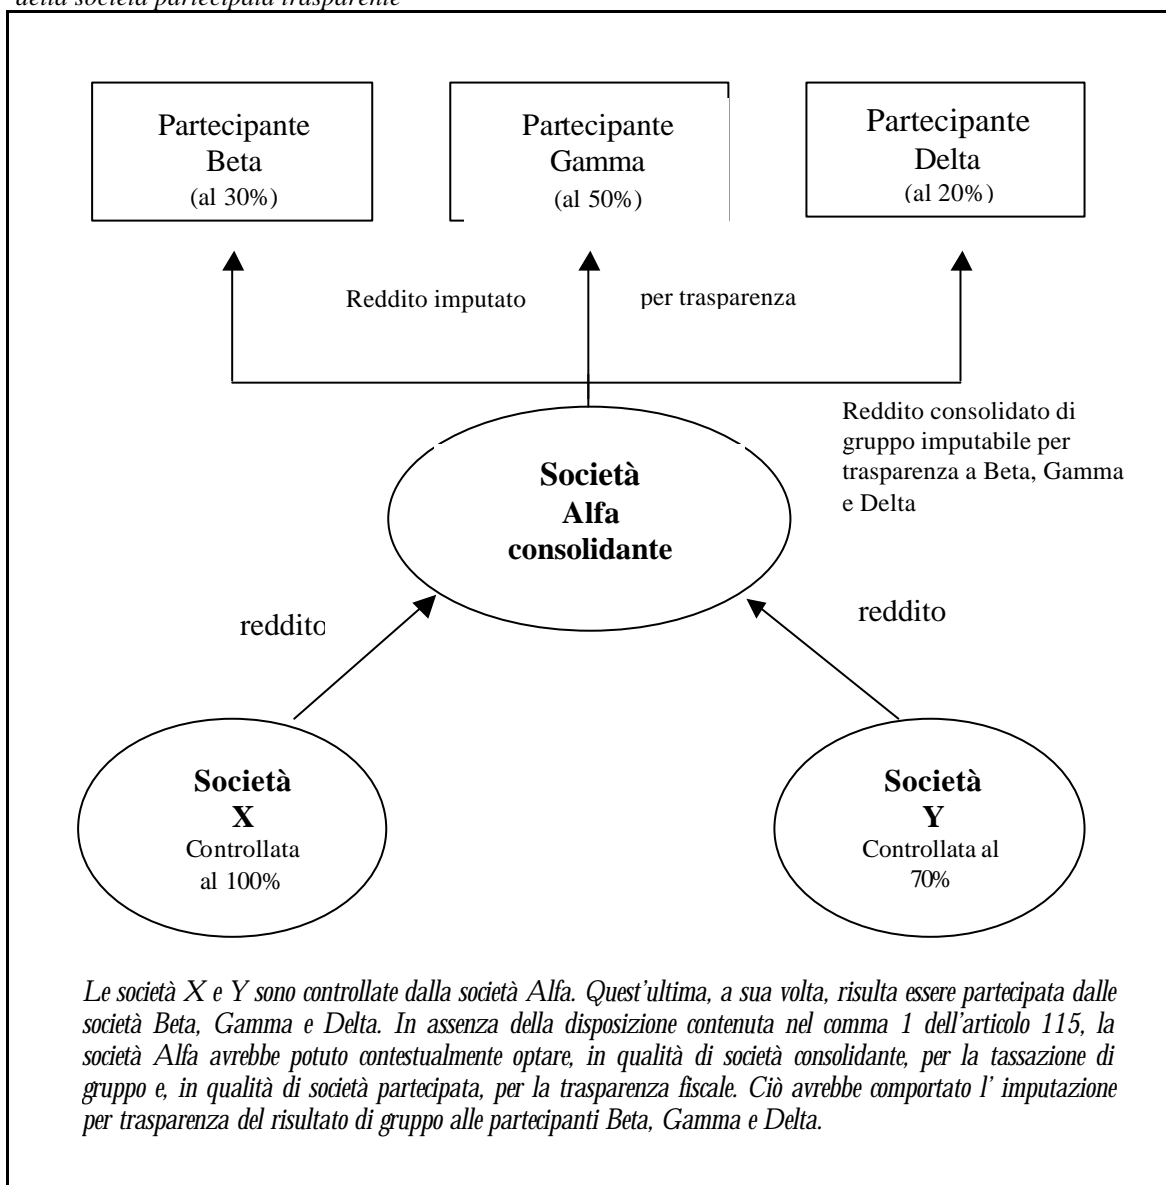 della società partecipata trasparente
Partecipante
Beta
(al 30%)
Partecipante
Gamma
(al 50%)
Partecipante
Delta
(al 20%)
Reddito imputato
per trasparenza
Reddito consolidato di
gruppo imputabile per
trasparenza a Beta, Gamma
e Delta
Società
Alfa
consolidante
reddito
reddito
Società
X
Controllata
al 100%
Società
Y
Controllata al
70%
Le società X e Y sono controllate dalla società Alfa. Quest'ultima, a sua volta, risulta essere partecipata dalle
società Beta, Gamma e Delta. In assenza della disposizione contenuta nel comma 1 dell'articolo 115, la
società Alfa avrebbe potuto contestualmente optare, in qualità di società consolidante, per la tassazione di
gruppo e, in qualità di società partecipata, per la trasparenza fiscale. Ciò avrebbe comportato l' imputazione
per trasparenza del risultato di gruppo alle partecipanti Beta, Gamma e Delta.